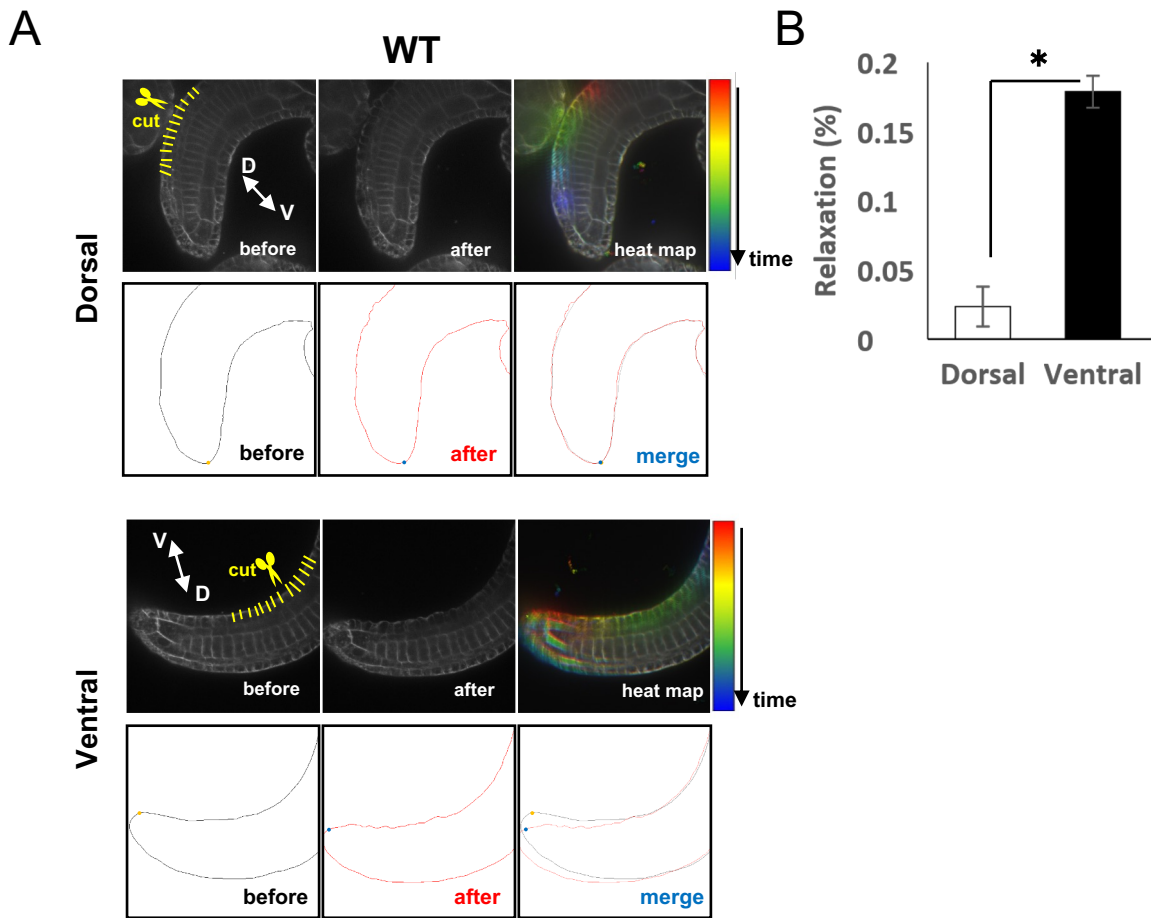 A
WT
Dorsal
cut
D
V
before
after
heat map
time
before
after
merge
Ventral
V
D
cut
before
after
heat map
time
before
after
merge
B
*
Relaxation (%)
0.2
0.15
0.1
0.05
0
Dorsal Ventral